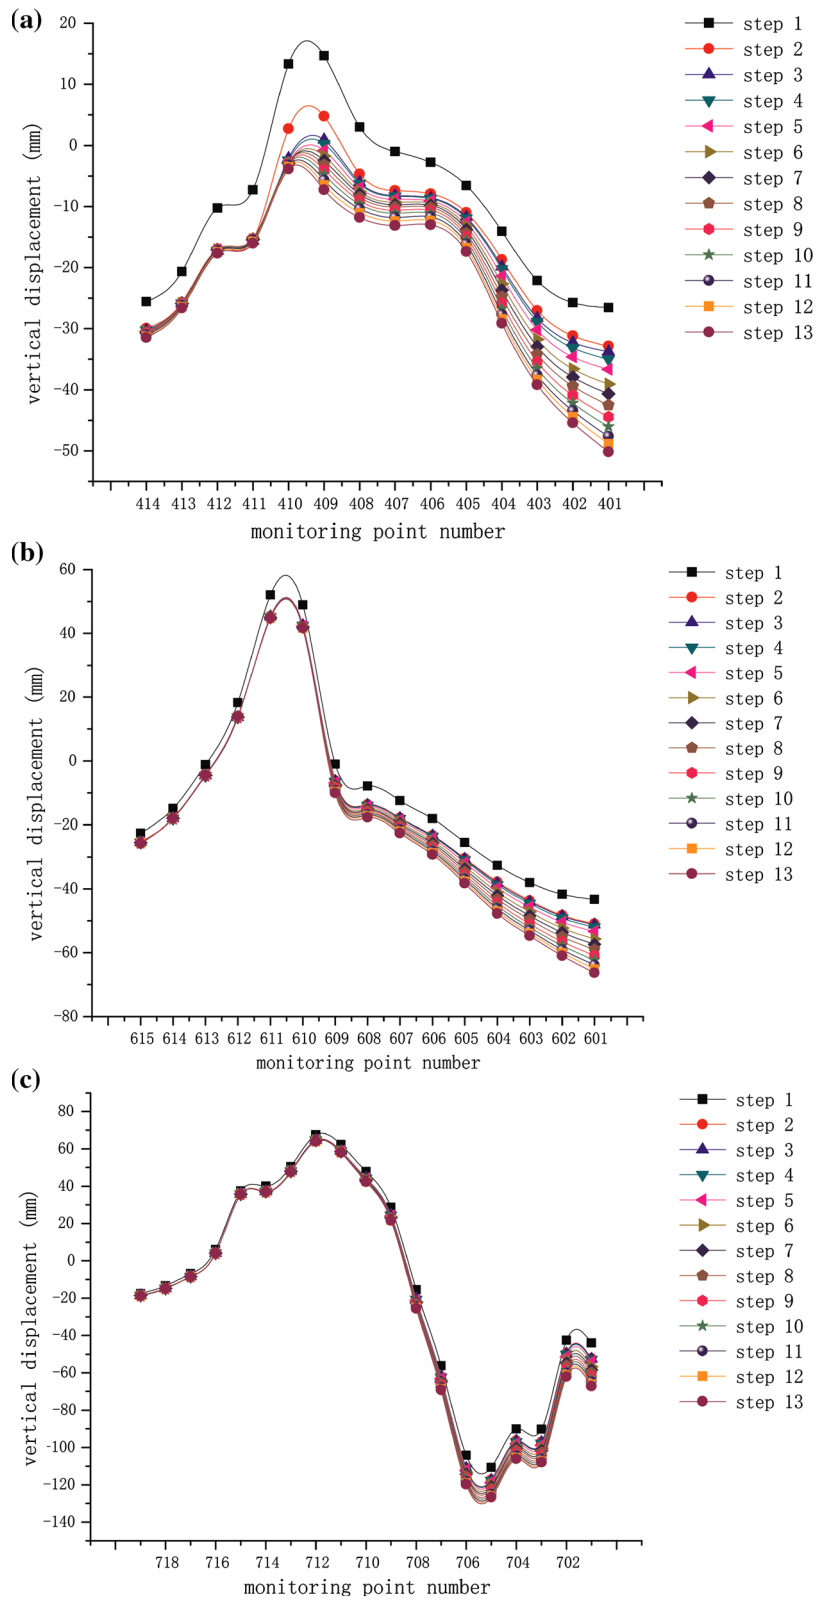 (a)
20
10
0
-10
-20
-30
-40
-50
vertical displacement (mm)
414 413 412 411 410 409 408 407 406 405 404 403 402 401
monitoring point number
step 1
step 2
step 3
step 4
step 5
step 6
step 7
step 8
step 9
step 10
step 11
step 12
step 13
(b)
60
40
20
0
-20
-40
-60
-80
vertical displacement (mm)
615 614 613 612 611 610 609 608 607 606 605 604 603 602 601
monitoring point number
step 1
step 2
step 3
step 4
step 5
step 6
step 7
step 8
step 9
step 10
step 11
step 12
step 13
(c)
80
60
40
20
0
-20
-40
-60
-80
-100
-120
-140
vertical displacement (mm)
718 716 714 712 710 708 706 704 702
monitoring point number
step 1
step 2
step 3
step 4
step 5
step 6
step 7
step 8
step 9
step 10
step 11
step 12
step 13